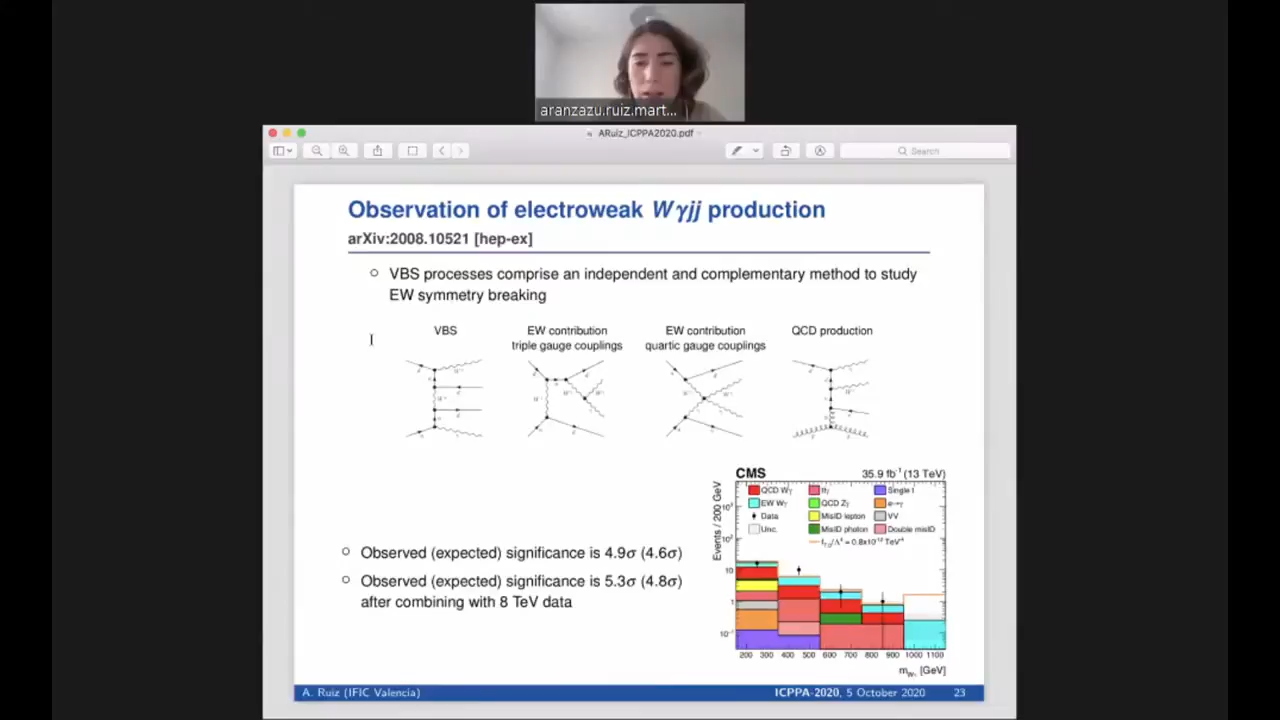 aranzazu.ruiz.mart...
ARuiz_ICPPA2020.pdf
Search
Observation of electroweak Wγjj production
arXiv:2008.10521 [hep-ex]
VBS processes comprise an independent and complementary method to study
EW symmetry breaking
VBS
EW contribution
triple gauge couplings
EW contribution
quartic gauge couplings
QCD production
CMS
35.9 fb⁻¹ (13 TeV)
Events / 200 GeV
QCD Wγ
ttγ
Single t
EW Wγ
QCD Zγ
e→γ
Data
MisID lepton
VV
Unc.
MisID photon
Double misID
10
1
200 300 400 500 600 700 800 900 1000 1100
[GeV]
Observed (expected) significance is 4.9σ (4.6σ)
Observed (expected) significance is 5.3σ (4.8σ)
after combining with 8 TeV data
A. Ruiz (IFIC Valencia)
ICPPA-2020, 5 October 2020
23